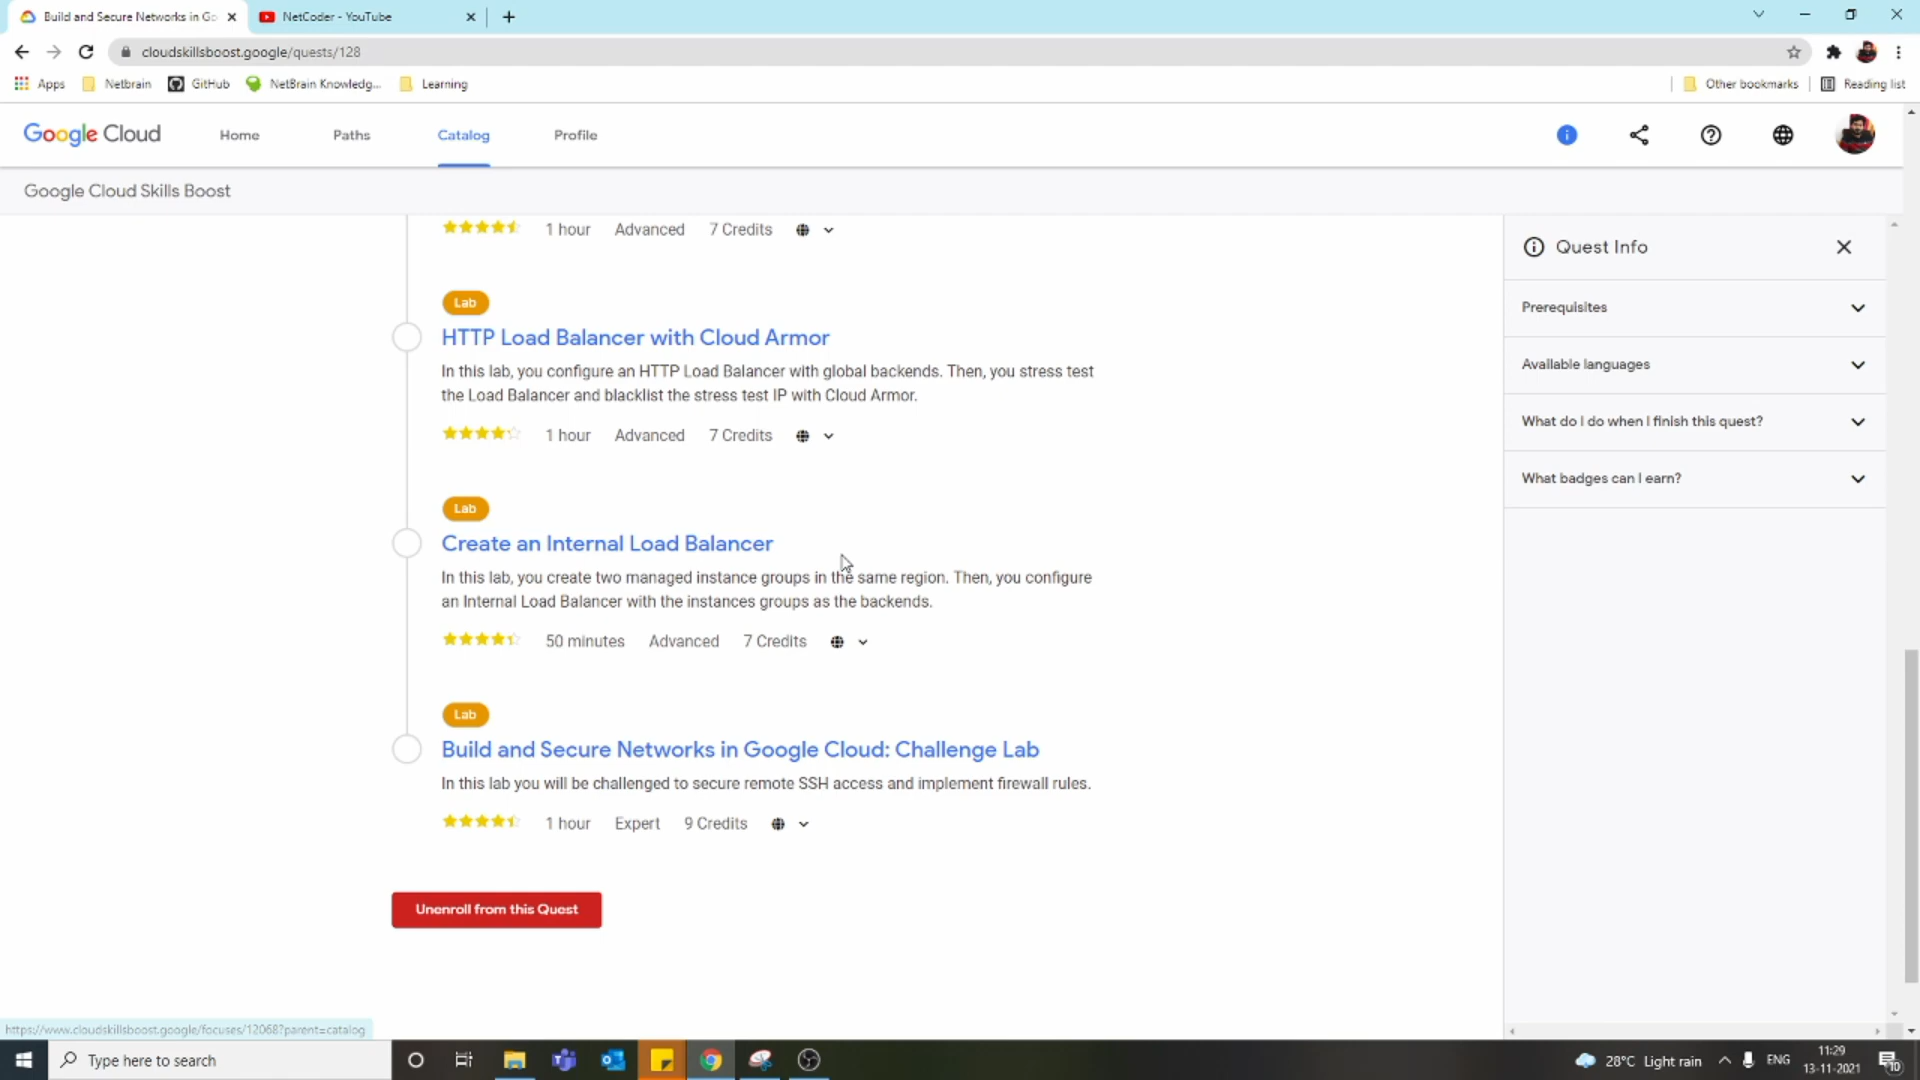 Build and Secure Networks in Go
NetCoder - YouTube
cloudskillsboost.google/quests/128
Apps
Netbrain
GitHub
NetBrain Knowledg...
Learning
Other bookmarks
Reading list
Google Cloud
Home
Paths
Catalog
Profile
Google Cloud Skills Boost
1 hour Advanced 7 Credits
Lab
HTTP Load Balancer with Cloud Armor
In this lab, you configure an HTTP Load Balancer with global backends. Then, you stress test
the Load Balancer and blacklist the stress test IP with Cloud Armor.
1 hour Advanced 7 Credits
Lab
Create an Internal Load Balancer
In this lab, you create two managed instance groups in the same region. Then, you configure
an Internal Load Balancer with the instances groups as the backends.
50 minutes Advanced 7 Credits
Lab
Build and Secure Networks in Google Cloud: Challenge Lab
In this lab you will be challenged to secure remote SSH access and implement firewall rules.
1 hour Expert 9 Credits
Unenroll from this Quest
Quest Info
Prerequisites
Available languages
What do I do when I finish this quest?
What badges can I earn?
https://www.cloudskillsboost.google/focuses/12068?parent=catalog
Type here to search
28°C Light rain
ENG
11:29
13-11-2021
10